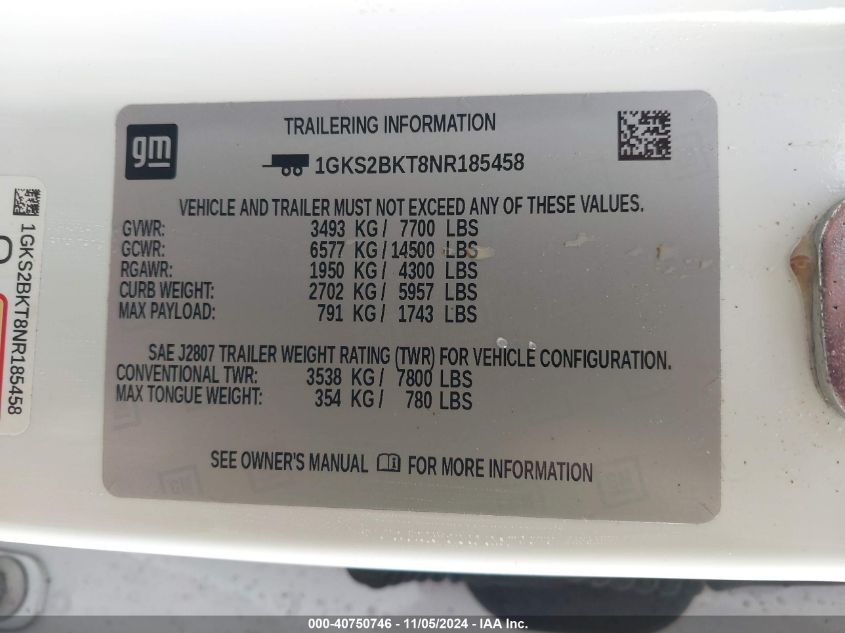 gm
TRAILERING INFORMATION
1GKS2BKT8NR185458
VEHICLE AND TRAILER MUST NOT EXCEED ANY OF THESE VALUES.
GVWR: 3493 KG / 7700 LBS
GCWR: 6577 KG / 14500 LBS
RGAWR: 1950 KG / 4300 LBS
CURB WEIGHT: 2702 KG / 5957 LBS
MAX PAYLOAD: 791 KG / 1743 LBS
SAE J2807 TRAILER WEIGHT RATING (TWR) FOR VEHICLE CONFIGURATION.
CONVENTIONAL TWR: 3538 KG / 7800 LBS
MAX TONGUE WEIGHT: 354 KG / 780 LBS
SEE OWNER'S MANUAL FOR MORE INFORMATION
GM
GM
1GKS2BKT8NR185458
000-40750746 - 11/05/2024 - IAA Inc.